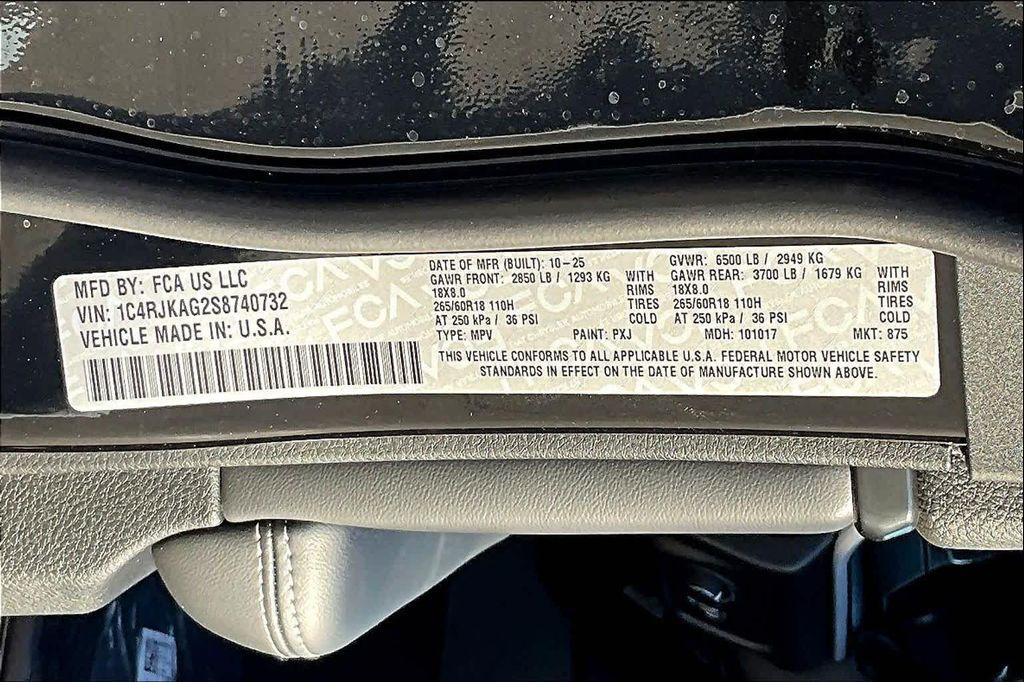 MFD BY: FCA US LLC
VIN: 1C4RJKAG2S8740732
VEHICLE MADE IN: U.S.A.
DATE OF MFR (BUILT): 10-25 GVWR: 6500 LB / 2949 KG
GAWR FRONT: 2850 LB / 1293 KG WITH GAWR REAR: 3700 LB / 1679 KG WITH
18X8.0 RIMS 18X8.0 RIMS
265/60R18 110H TIRES 265/60R18 110H TIRES
AT 250 kPa / 36 PSI COLD AT 250 kPa / 36 PSI COLD
TYPE: MPV PAINT: PXJ MDH: 101017 MKT: 875
THIS VEHICLE CONFORMS TO ALL APPLICABLE U.S.A. FEDERAL MOTOR VEHICLE SAFETY
STANDARDS IN EFFECT ON THE DATE OF MANUFACTURE SHOWN ABOVE.